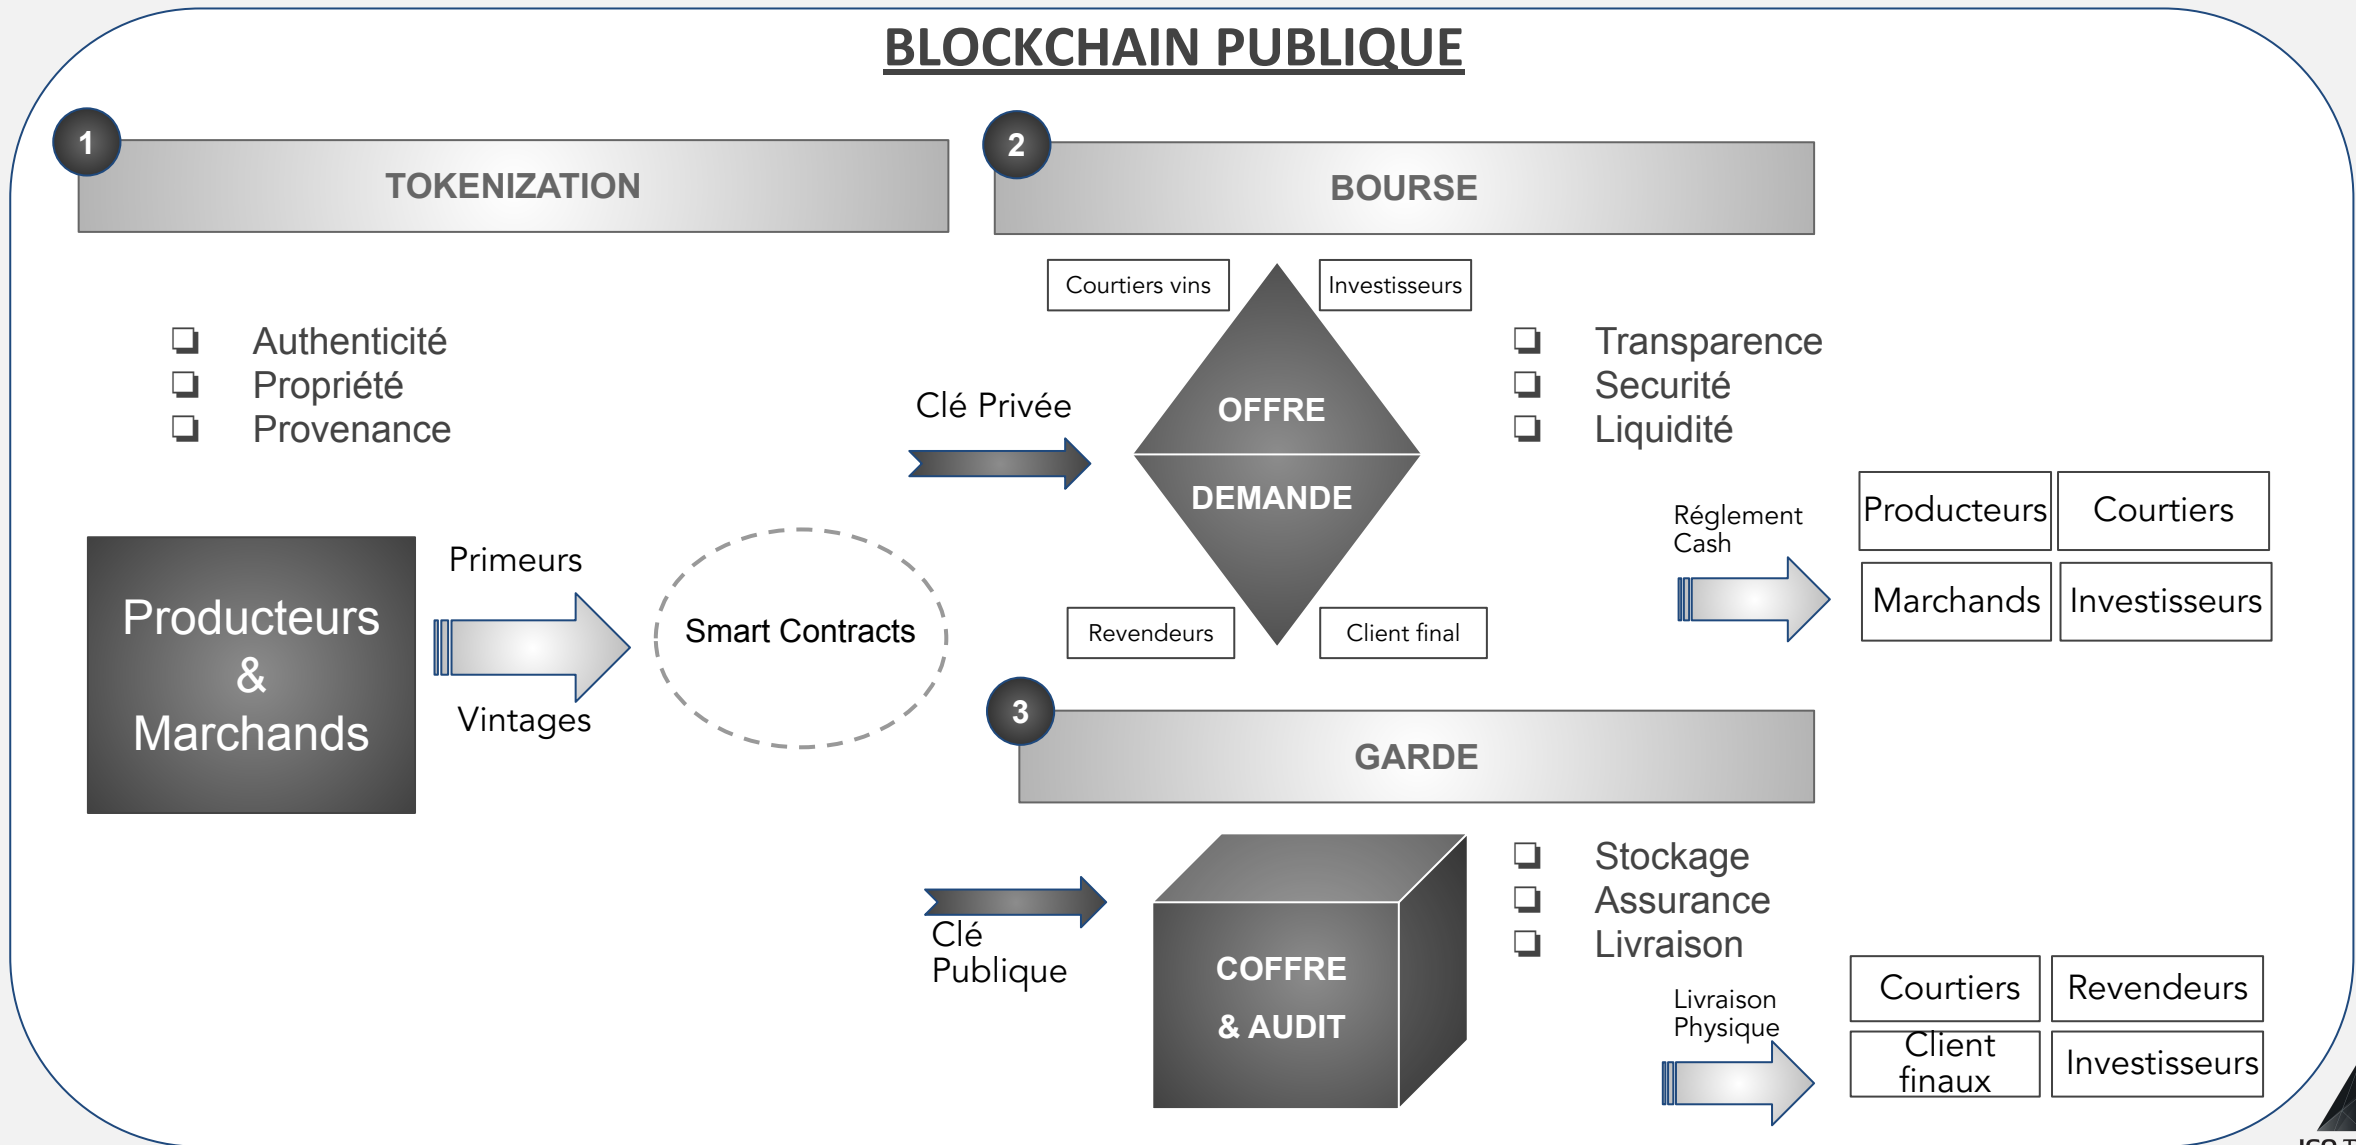 BLOCKCHAIN PUBLIQUE
1
TOKENIZATION
Authenticité
Propriété
Provenance
Producteurs
&
Marchands
Primeurs
Vintages
Smart Contracts
2
BOURSE
Clé Privée
Courtiers vins
Investisseurs
OFFRE
DEMANDE
Revendeurs
Client final
Transparence
Securité
Liquidité
Réglement
Cash
Producteurs
Courtiers
Marchands
Investisseurs
3
GARDE
Clé
Publique
COFFRE
& AUDIT
Stockage
Assurance
Livraison
Livraison
Physique
Courtiers
Revendeurs
Client
finaux
Investisseurs